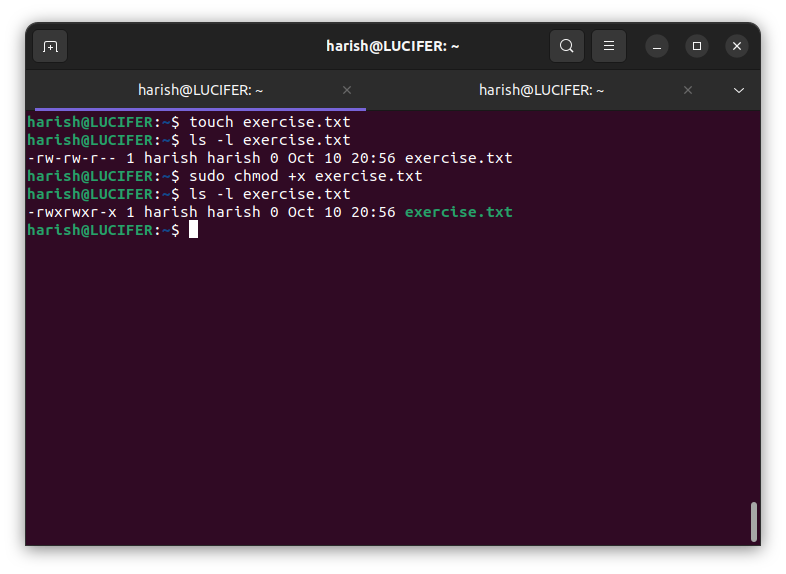 harish@LUCIFER: ~
harish@LUCIFER: ~
harish@LUCIFER: ~
harish@LUCIFER:~$ touch exercise.txt
harish@LUCIFER:~$ ls -l exercise.txt
-rw-rw-r-- 1 harish harish 0 Oct 10 20:56 exercise.txt
harish@LUCIFER:~$ sudo chmod +x exercise.txt
harish@LUCIFER:~$ ls -l exercise.txt
-rwxrwxr-x 1 harish harish 0 Oct 10 20:56 exercise.txt
harish@LUCIFER:~$